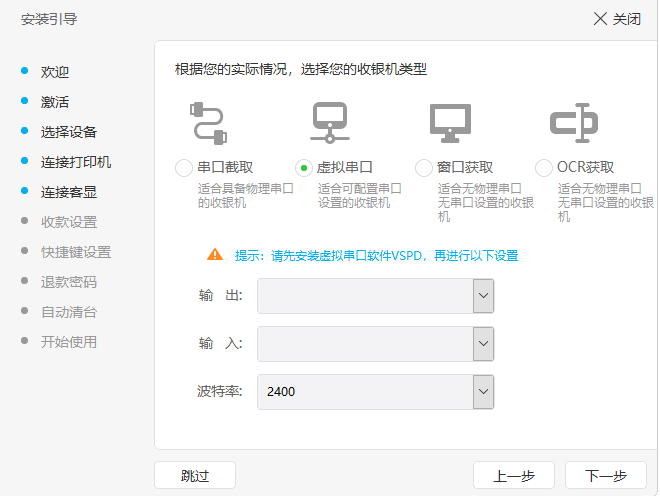 安装引导
关闭
欢迎
激活
选择设备
连接打印机
连接客显
收款设置
快捷键设置
退款密码
自动清台
开始使用
根据您的实际情况，选择您的收银机类型
串口截取
适合具备物理串口
的收银机
虚拟串口
适合可配置串口
设置的收银机
窗口获取
适合无物理串口
无串口设置的收银
机
OCR获取
适合无物理串口
无串口设置的收银
机
提示：请先安装虚拟串口软件VSPD，再进行以下设置
输 出:
输 入:
波特率: 2400
跳过
上一步
下一步